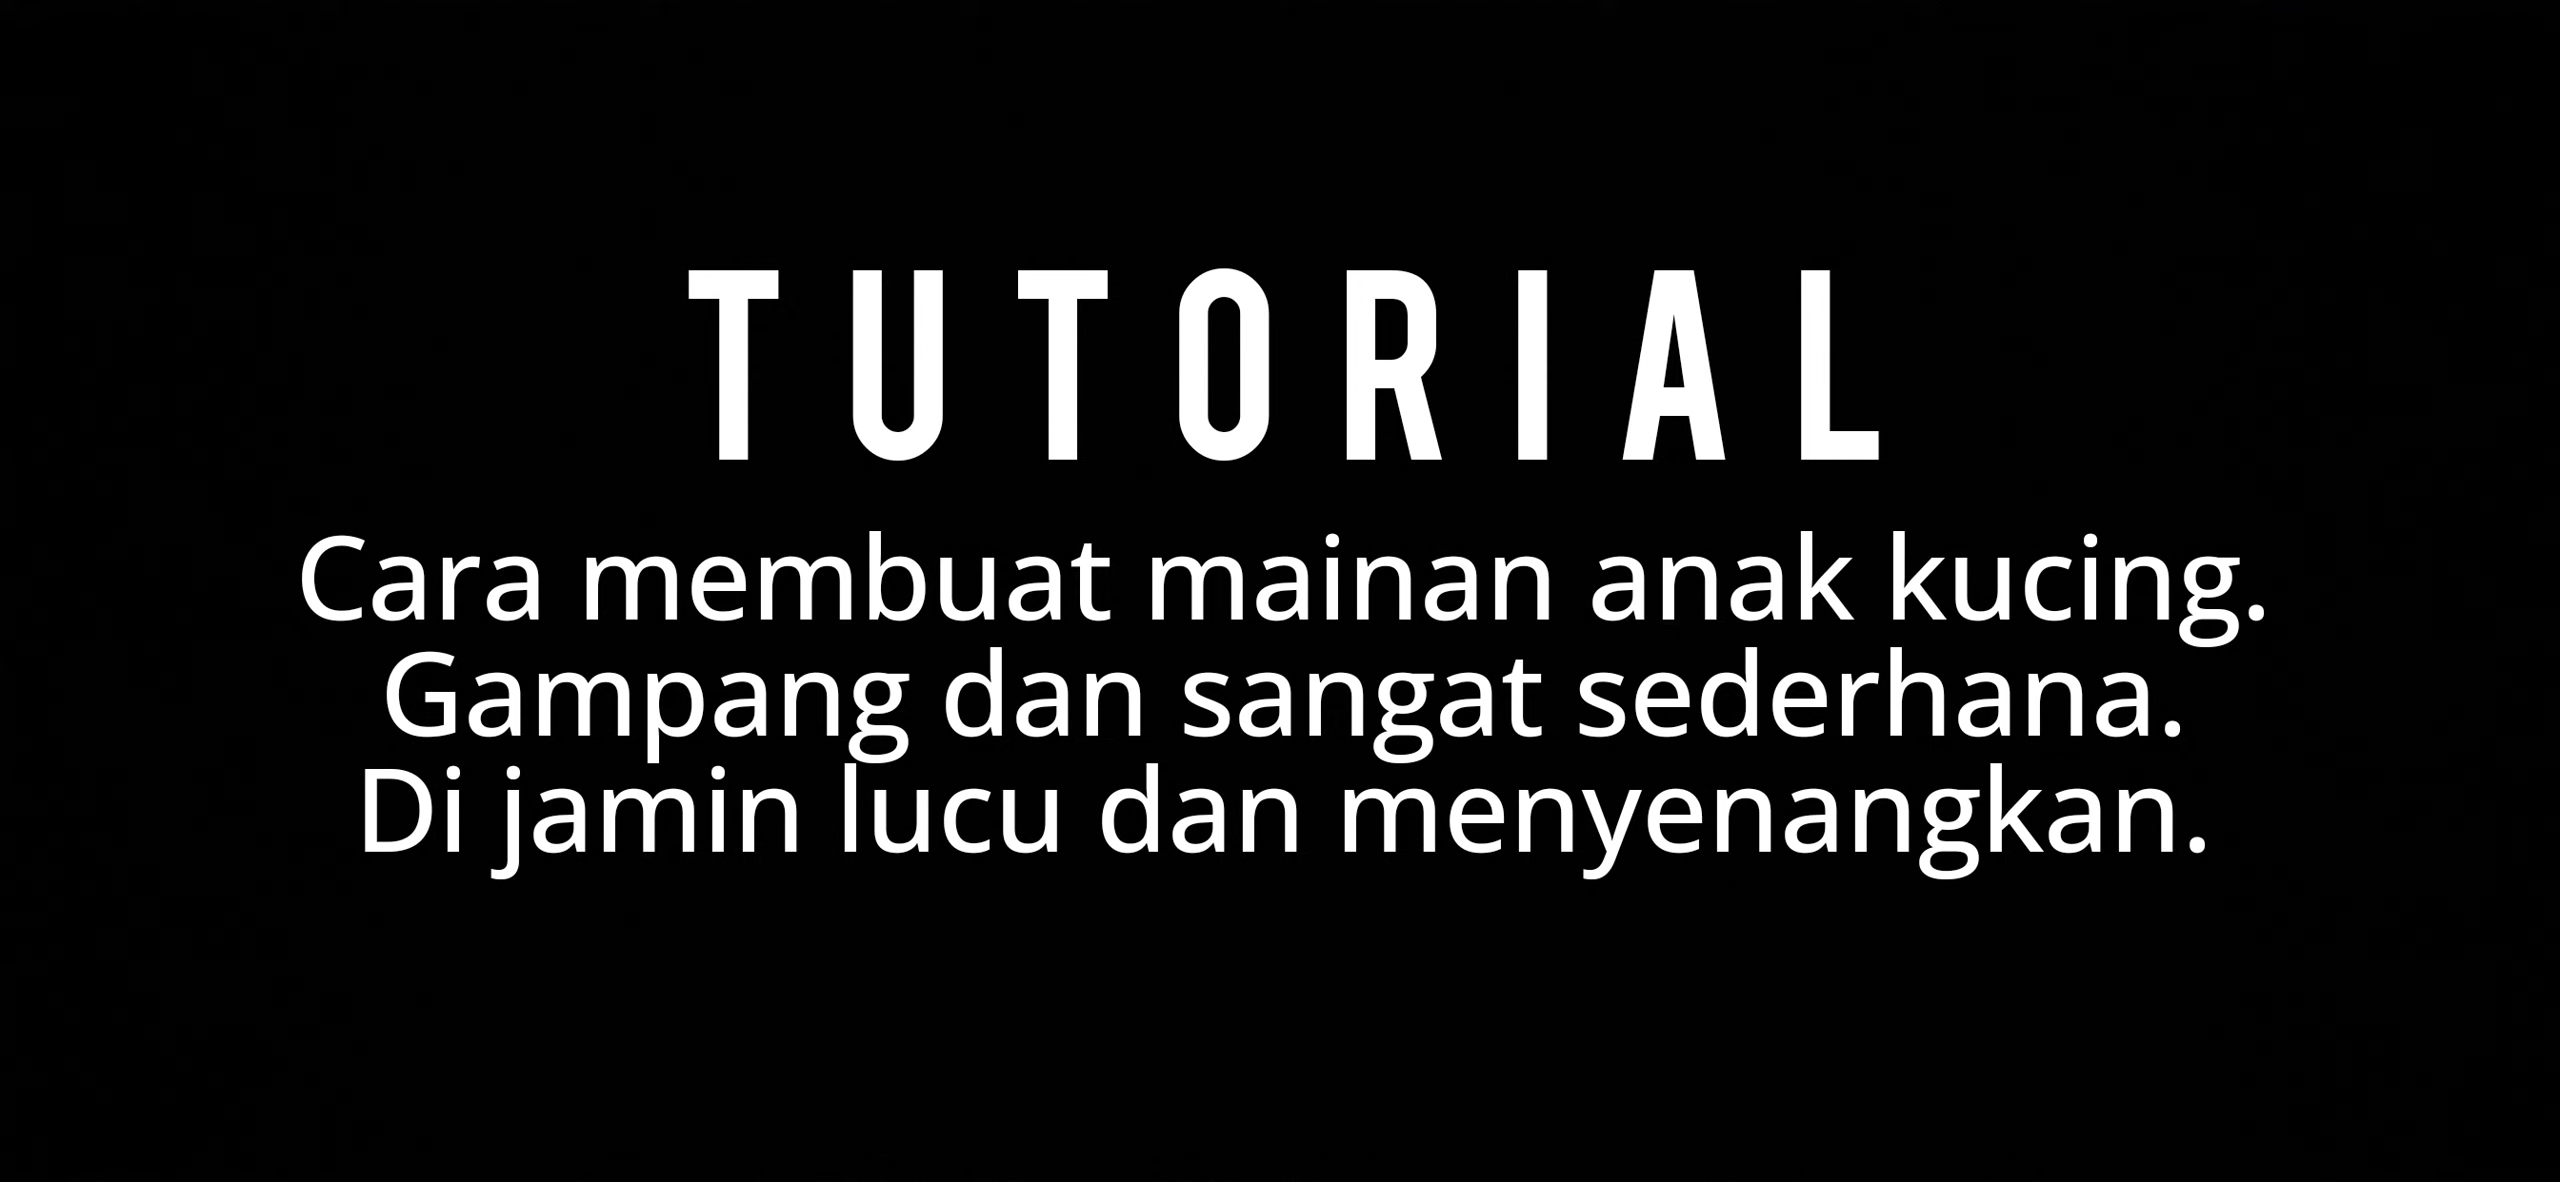 TUTORIAL
Cara membuat mainan anak kucing.
Gampang dan sangat sederhana.
Di jamin lucu dan menyenangkan.